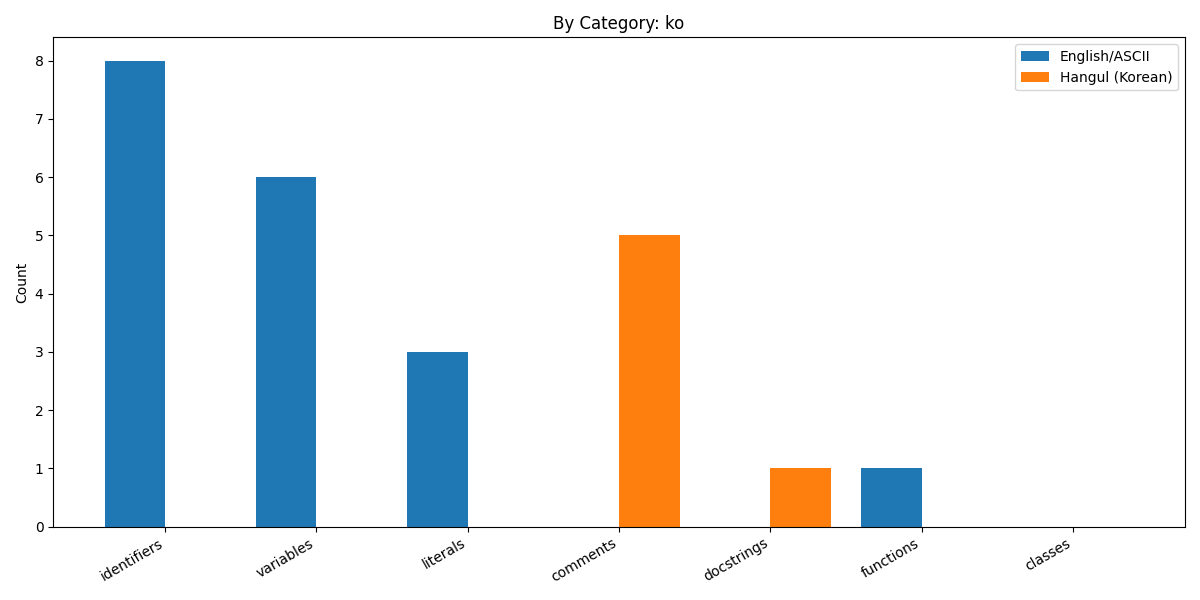 By Category: ko
English/ASCII
Hangul (Korean)
Count
8
7
6
5
4
3
2
1
0
identifiers
variables
literals
comments
docstrings
functions
classes